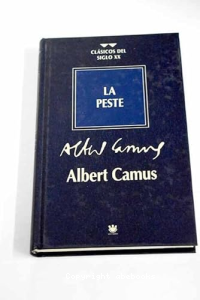 CLÁSICOS DEL
SIGLO XX
LA
PESTE
Albert Camus
Albert Camus